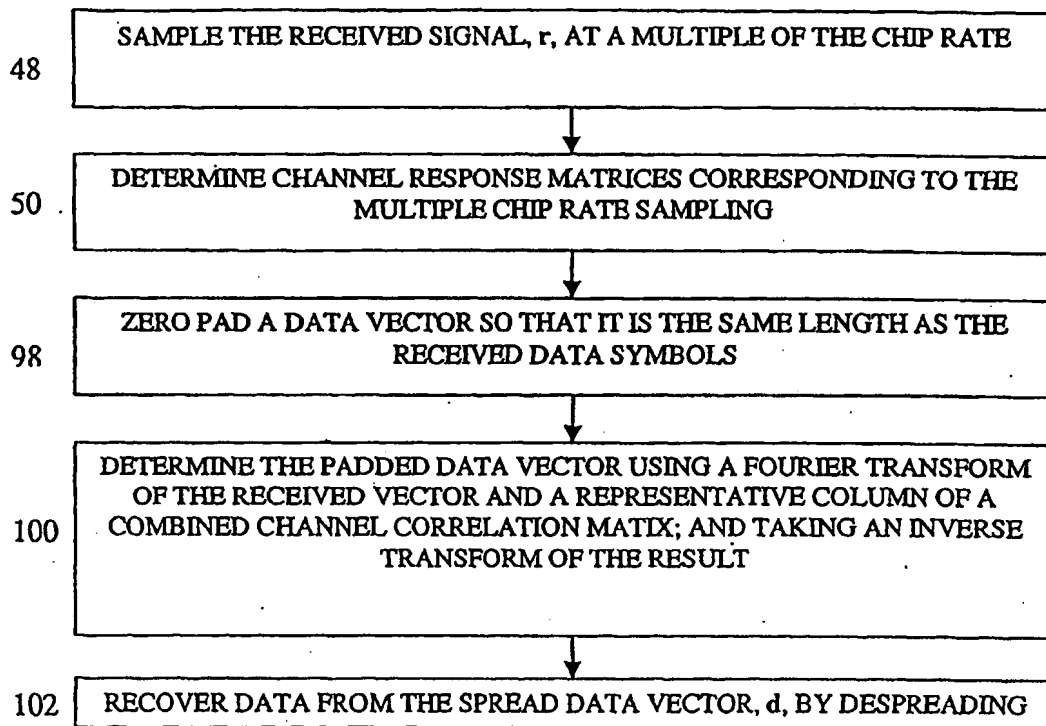 SAMPLE THE RECEIVED SIGNAL, r, AT A MULTIPLE OF THE CHIP RATE
48
DETERMINE CHANNEL RESPONSE MATRICES CORRESPONDING TO THE
MULTIPLE CHIP RATE SAMPLING
50
ZERO PAD A DATA VECTOR SO THAT IT IS THE SAME LENGTH AS THE
RECEIVED DATA SYMBOLS
98
DETERMINE THE PADDED DATA VECTOR USING A FOURIER TRANSFORM
OF THE RECEIVED VECTOR AND A REPRESENTATIVE COLUMN OF A
COMBINED CHANNEL CORRELATION MATIX; AND TAKING AN INVERSE
TRANSFORM OF THE RESULT
100
102 RECOVER DATA FROM THE SPREAD DATA VECTOR, d, BY DESPREADING